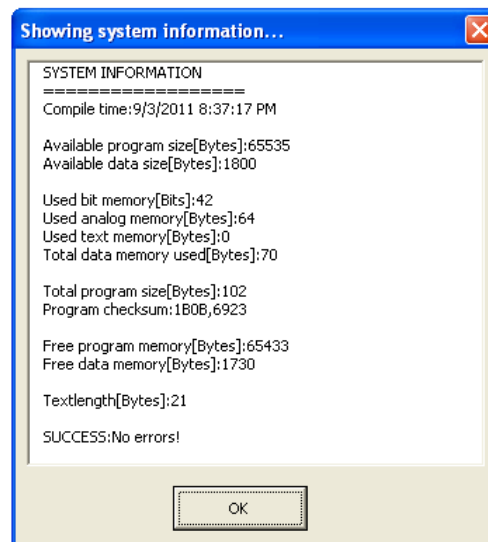 Showing system information...
SYSTEM INFORMATION
==================
Compile time:9/3/2011 8:37:17 PM
Available program size[Bytes]:65535
Available data size[Bytes]:1800
Used bit memory[Bits]:42
Used analog memory[Bytes]:64
Used text memory[Bytes]:0
Total data memory used[Bytes]:70
Total program size[Bytes]:102
Program checksum:1B0B,6923
Free program memory[Bytes]:65433
Free data memory[Bytes]:1730
Textlength[Bytes]:21
SUCCESS:No errors!
OK